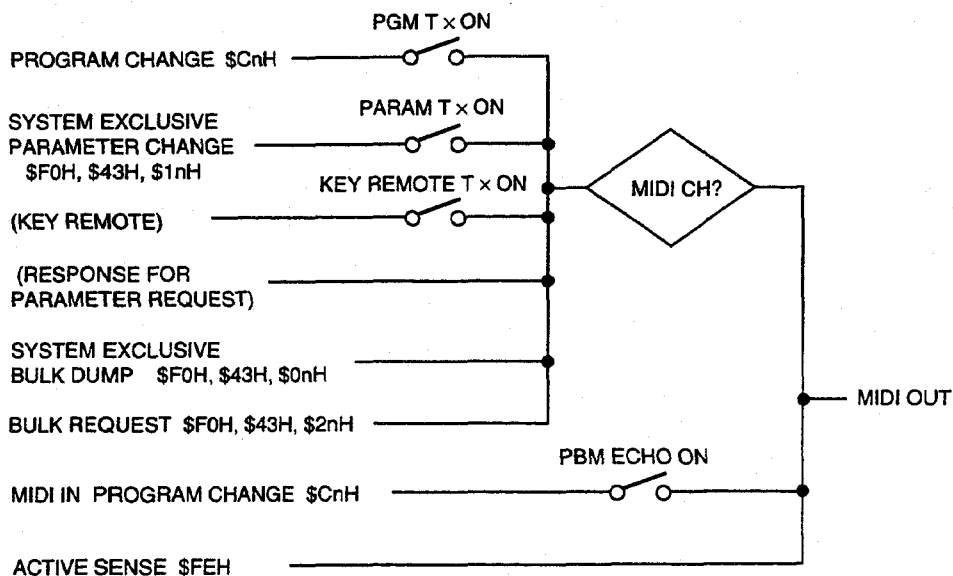 PGM T × ON
PROGRAM CHANGE $CnH
PARAM T × ON
SYSTEM EXCLUSIVE
PARAMETER CHANGE
$F0H, $43H, $1nH
KEY REMOTE T × ON
MIDI CH?
(KEY REMOTE)
(RESPONSE FOR
PARAMETER REQUEST)
SYSTEM EXCLUSIVE
BULK DUMP $F0H, $43H, $0nH
MIDI OUT
BULK REQUEST $F0H, $43H, $2nH
PBM ECHO ON
MIDI IN PROGRAM CHANGE $CnH
ACTIVE SENSE $FEH